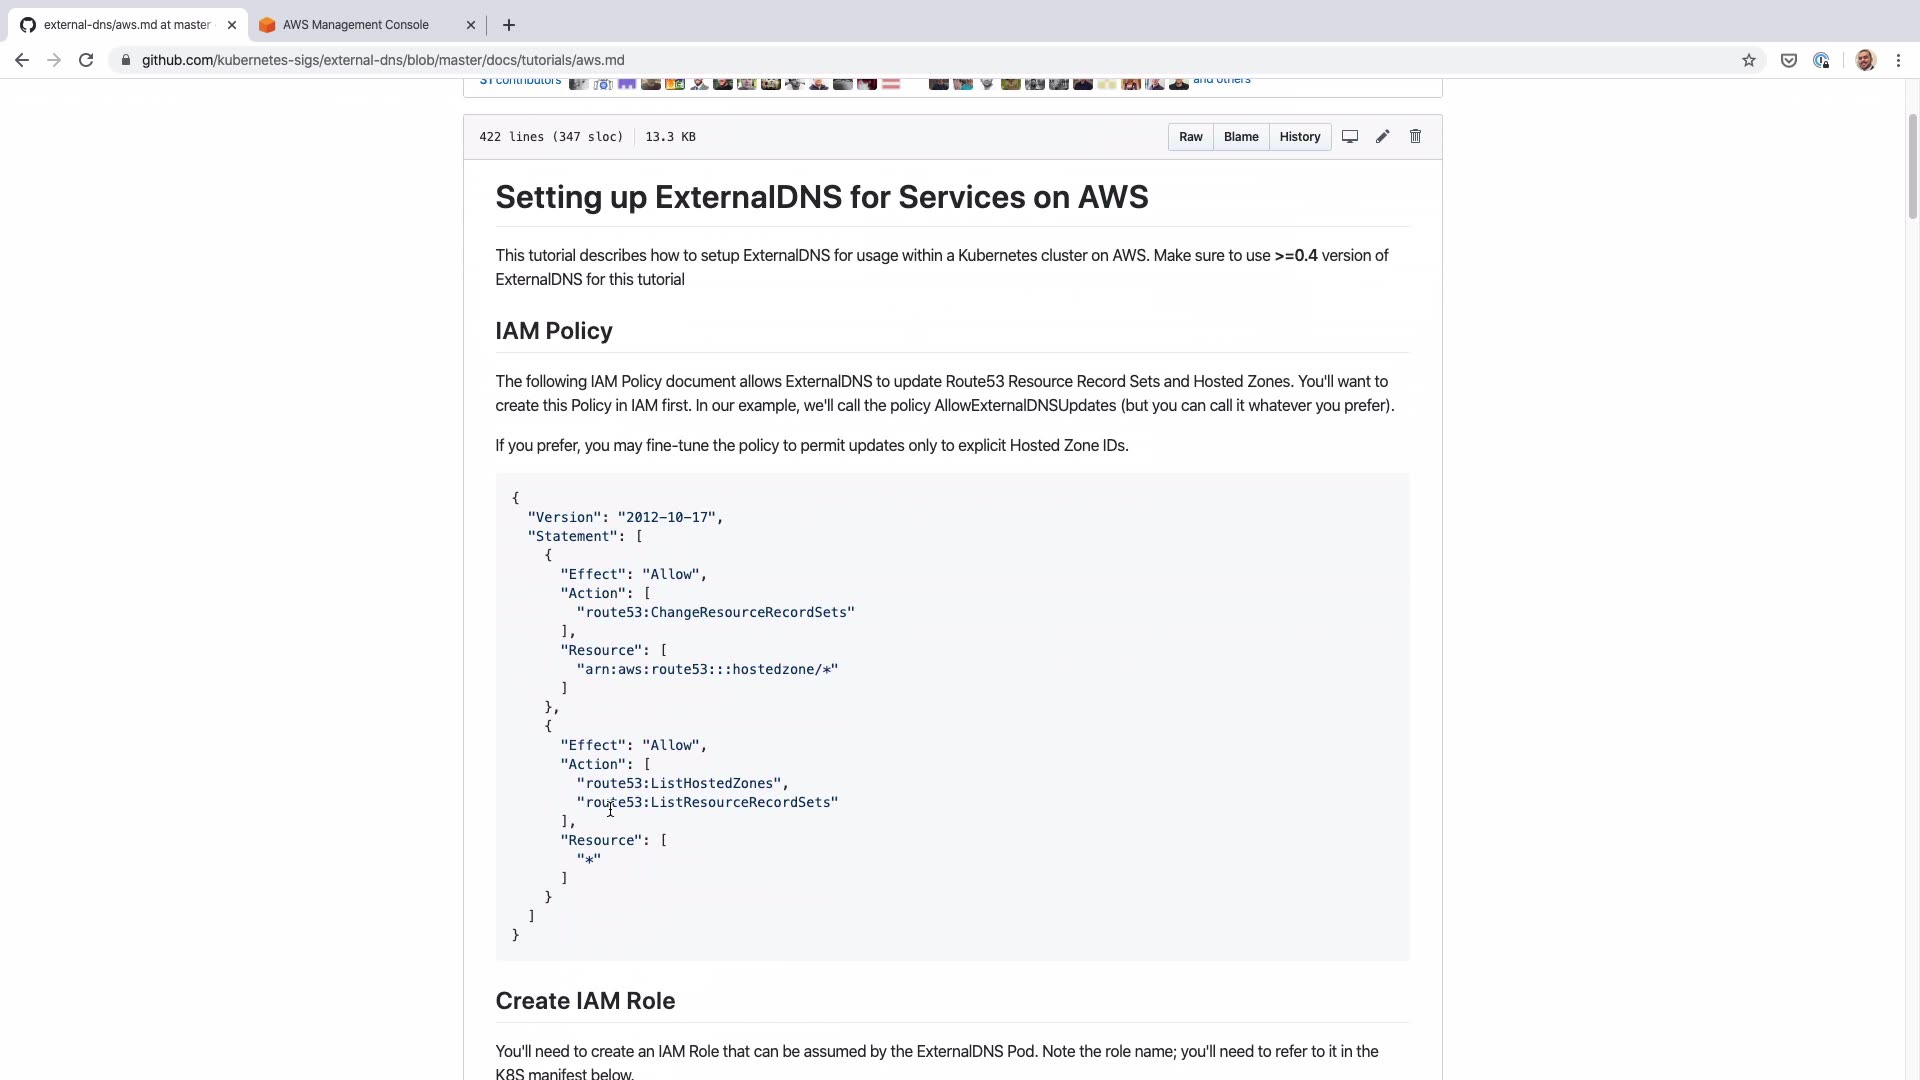 external-dns/aws.md at master
AWS Management Console
github.com/kubernetes-sigs/external-dns/blob/master/docs/tutorials/aws.md
31 contributors
and others
422 lines (347 sloc) 13.3 KB
Raw Blame History
Setting up ExternalDNS for Services on AWS
This tutorial describes how to setup ExternalDNS for usage within a Kubernetes cluster on AWS. Make sure to use >=0.4 version of
ExternalDNS for this tutorial
IAM Policy
The following IAM Policy document allows ExternalDNS to update Route53 Resource Record Sets and Hosted Zones. You'll want to
create this Policy in IAM first. In our example, we'll call the policy AllowExternalDNSUpdates (but you can call it whatever you prefer).
If you prefer, you may fine-tune the policy to permit updates only to explicit Hosted Zone IDs.
{
"Version": "2012-10-17",
"Statement": [
{
"Effect": "Allow",
"Action": [
"route53:ChangeResourceRecordSets"
],
"Resource": [
"arn:aws:route53:::hostedzone/*"
]
},
{
"Effect": "Allow",
"Action": [
"route53:ListHostedZones",
"route53:ListResourceRecordSets"
],
"Resource": [
"*"
]
}
]
}
Create IAM Role
You'll need to create an IAM Role that can be assumed by the ExternalDNS Pod. Note the role name; you'll need to refer to it in the
K8S manifest below.